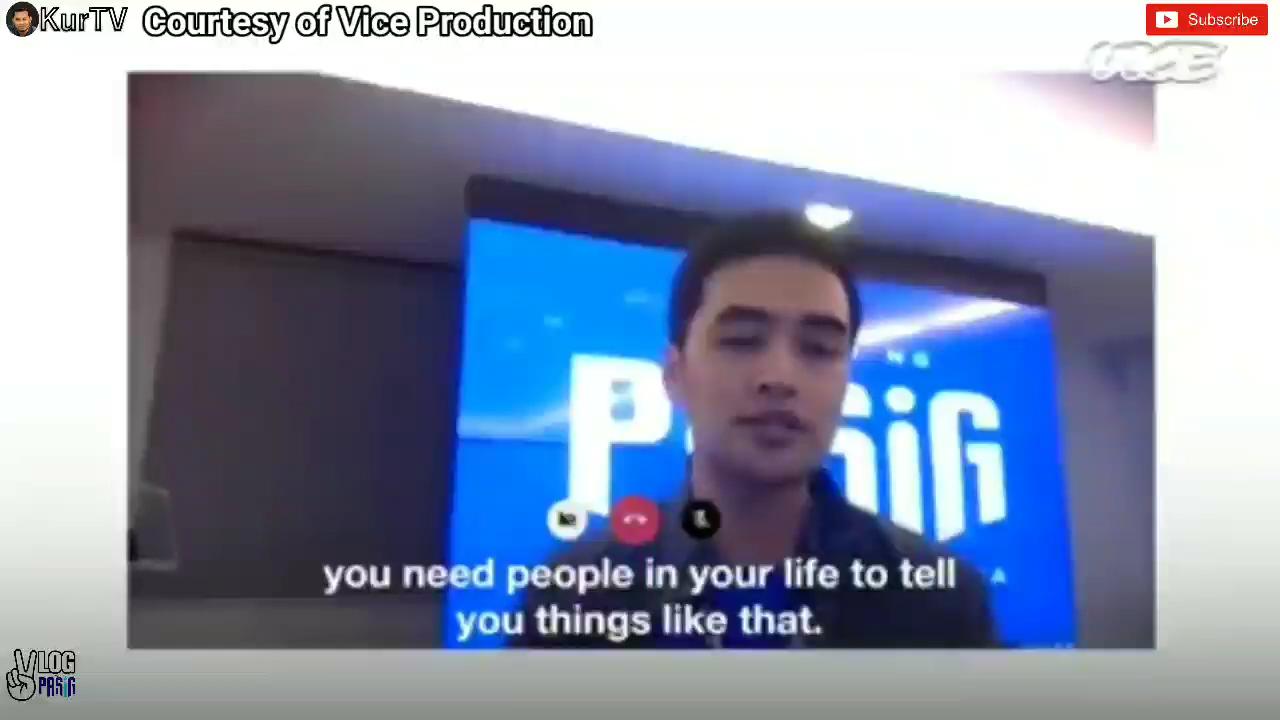 KurTV
Courtesy of Vice Production
Subscribe
VICE
NG
PASiG
A
you need people in your life to tell
you things like that.
VLOG
PASiG